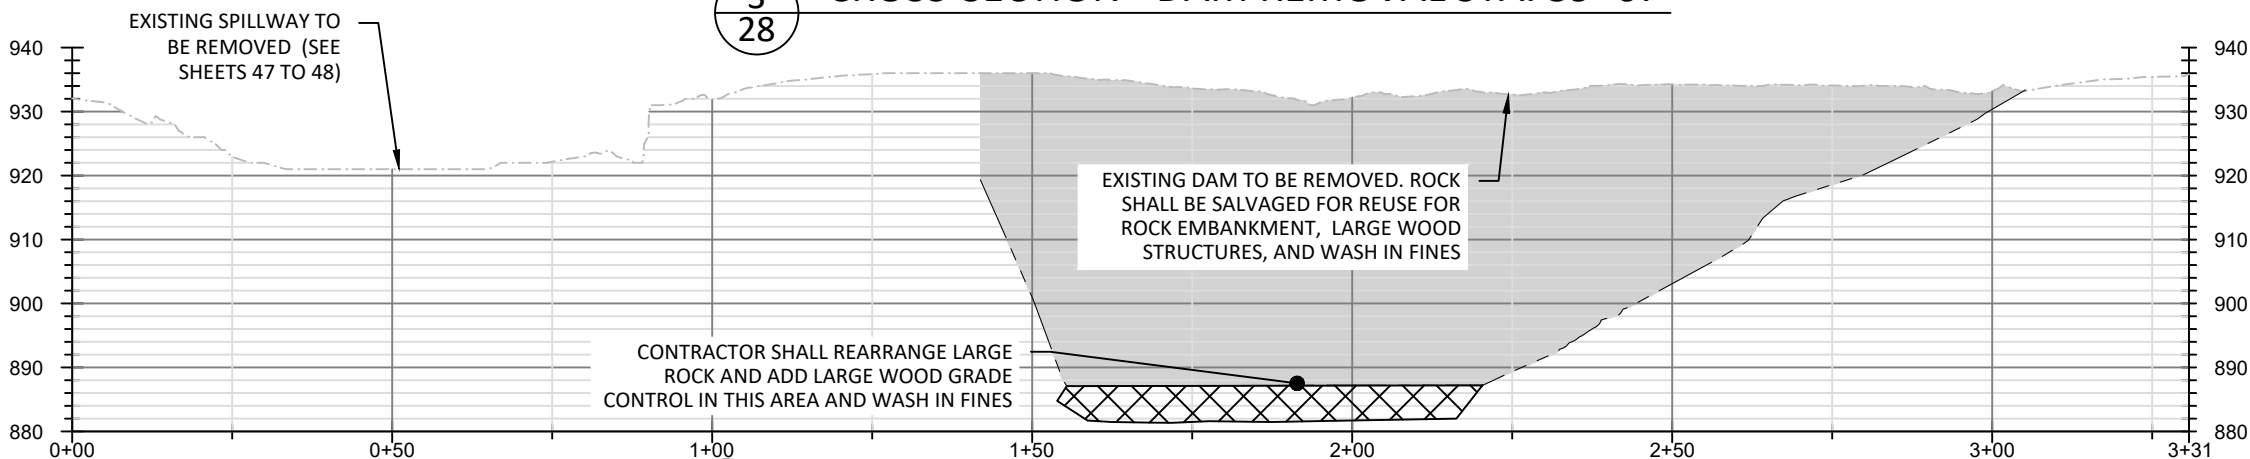 28
EXISTING SPILLWAY TO
BE REMOVED (SEE
SHEETS 47 TO 48)
940
930
920
910
900
890
880
940
930
920
910
900
890
880
EXISTING DAM TO BE REMOVED. ROCK
SHALL BE SALVAGED FOR REUSE FOR
ROCK EMBANKMENT, LARGE WOOD
STRUCTURES, AND WASH IN FINES
CONTRACTOR SHALL REARRANGE LARGE
ROCK AND ADD LARGE WOOD GRADE
CONTROL IN THIS AREA AND WASH IN FINES
0+00 0+50 1+00 1+50 2+00 2+50 3+00 3+31